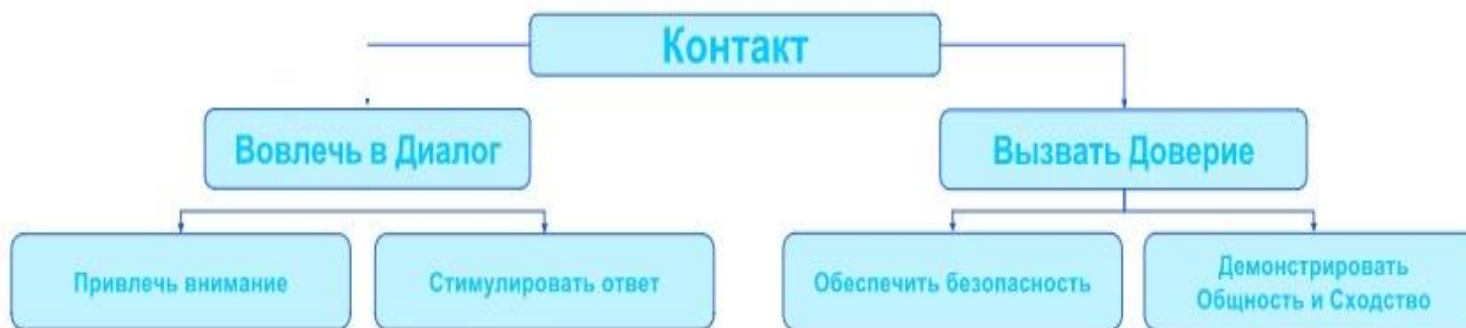 Контакт
Вовлечь в Диалог
Вызвать Доверие
Привлечь внимание
Стимулировать ответ
Обеспечить безопасность
Демонстрировать
Общность и Сходство